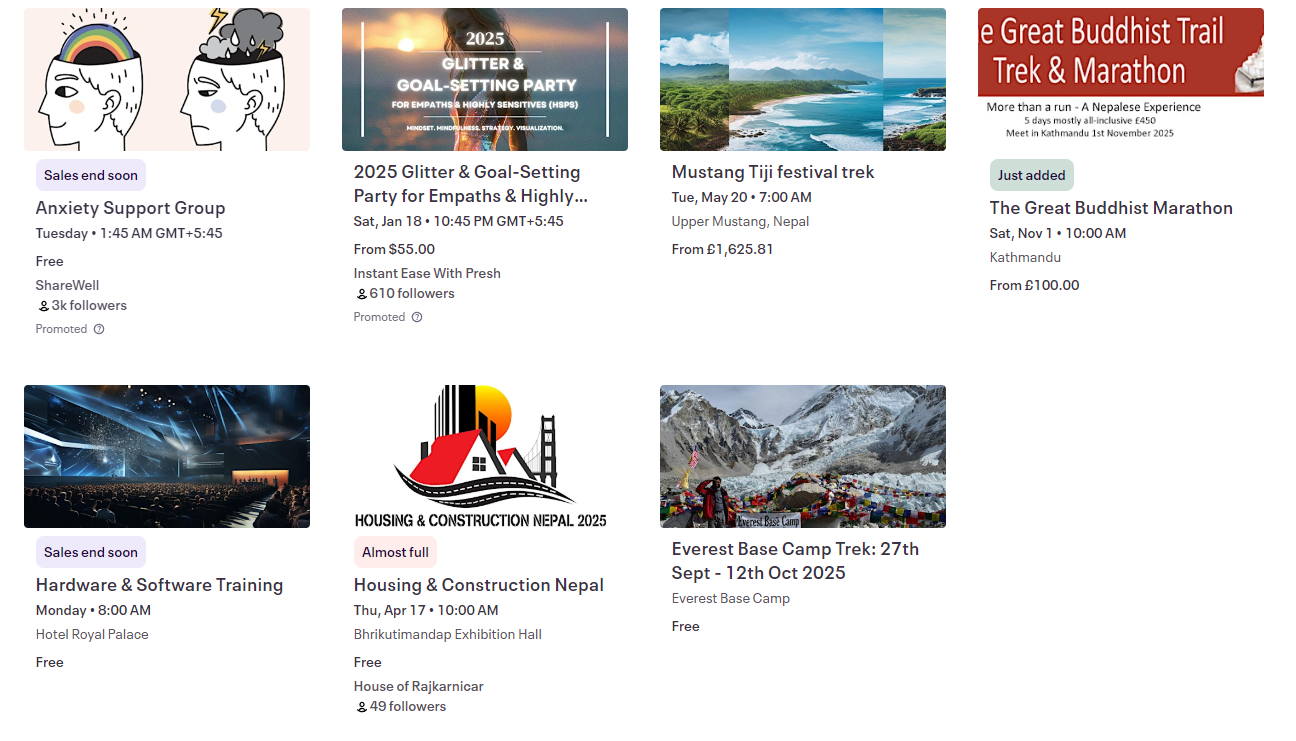 Sales end soon
Anxiety Support Group
Tuesday • 1:45 AM GMT+5:45
Free
ShareWell
3k followers
Promoted
2025
GLITTER &
GOAL-SETTING PARTY
FOR EMPATHS & HIGHLY SENSITIVES (HSPS)
MINDSET. MINDFULNESS. STRATEGY. VISUALIZATION.
2025 Glitter & Goal-Setting
Party for Empaths & Highly...
Sat, Jan 18 • 10:45 PM GMT+5:45
From $55.00
Instant Ease With Presh
610 followers
Promoted
Mustang Tiji festival trek
Tue, May 20 • 7:00 AM
Upper Mustang, Nepal
From £1,625.81
e Great Buddhist Trail
Trek & Marathon
More than a run - A Nepalese Experience
5 days mostly all-inclusive £450
Meet in Kathmandu 1st November 2025
Just added
The Great Buddhist Marathon
Sat, Nov 1 • 10:00 AM
Kathmandu
From £100.00
Sales end soon
Hardware & Software Training
Monday • 8:00 AM
Hotel Royal Palace
Free
HOUSING & CONSTRUCTION NEPAL 2025
Almost full
Housing & Construction Nepal
Thu, Apr 17 • 10:00 AM
Bhrikutimandap Exhibition Hall
Free
House of Rajkarnicar
49 followers
Everest Base Camp
Everest Base Camp Trek: 27th
Sept - 12th Oct 2025
Everest Base Camp
Free